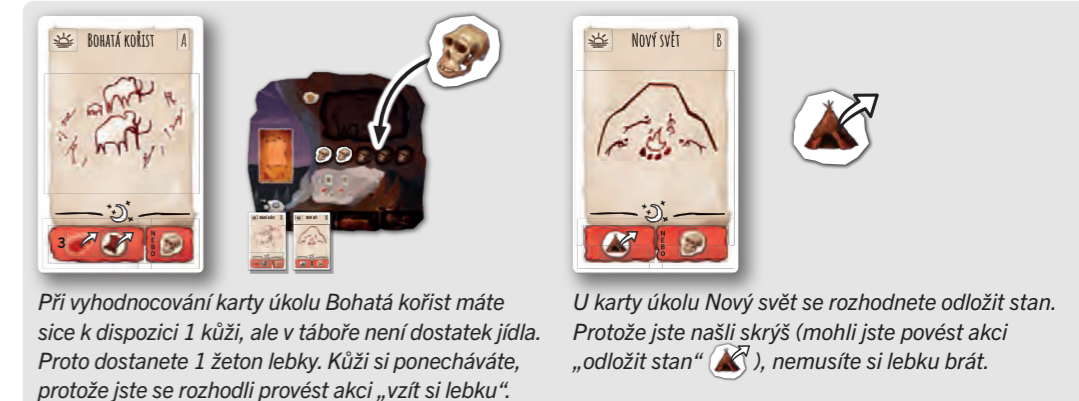 Bohatá kořist A
3 NEBO
Nový svět B
NEBO
Při vyhodnocování karty úkolu Bohatá kořist máte
sice k dispozici 1 kůži, ale v táboře není dostatek jídla.
Proto dostanete 1 žeton lebky. Kůži si ponecháváte,
protože jste se rozhodli provést akci „vzít si lebku“.
U karty úkolu Nový svět se rozhodnete odložit stan.
Protože jste našli skrýš (mohli jste povést akci
„odložit stan“ ), nemusíte si lebku brát.